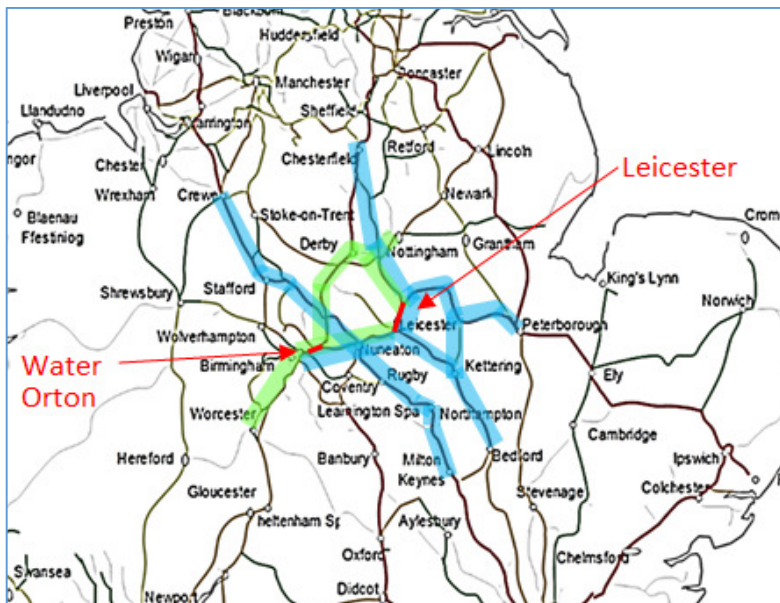 Preston
Huddersfield
Wigan
Manchester
Doncaster
Liverpool
Llandudno
Sheffield
Warrington
Retford
Lincoln
Chester
Chesterfield
Leicester
Wrexham
Crewe
Newark
Blaenau
Ffestiniog
Stoke-on-Trent
Derby
Nottingham
Grantham
King's Lynn
Stafford
Shrewsbury
Norwich
Wolverhampton
Leicester
Peterborough
Water
Orton
Birmingham
Nuneaton
Kettering
Ely
Coventry
Rugby
Worcester
Leamington Spa
Northampton
Cambridge
Hereford
Banbury
Milton
Keynes
Bedford
Ipswich
Gloucester
Stevenage
Colchester
Aylesbury
Oxford
Chelmsford
Swansea
Newport
Didcot